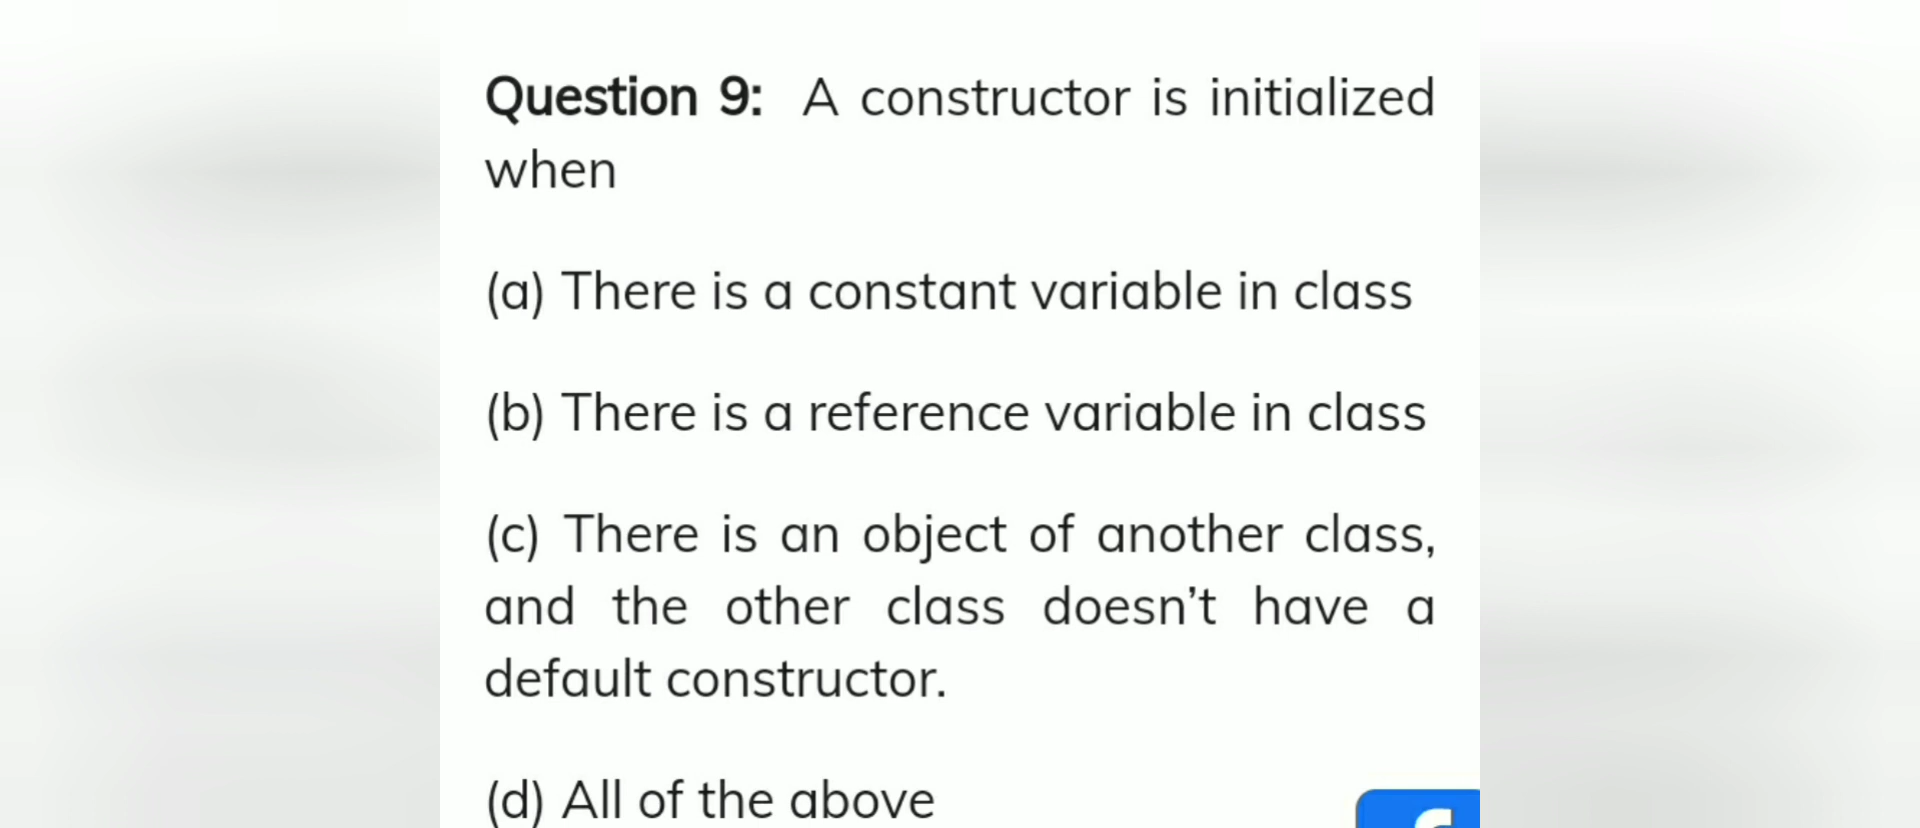 Question 9: A constructor is initialized
when
(a) There is a constant variable in class
(b) There is a reference variable in class
(c) There is an object of another class,
and the other class doesn’t have a
default constructor.
(d) All of the above